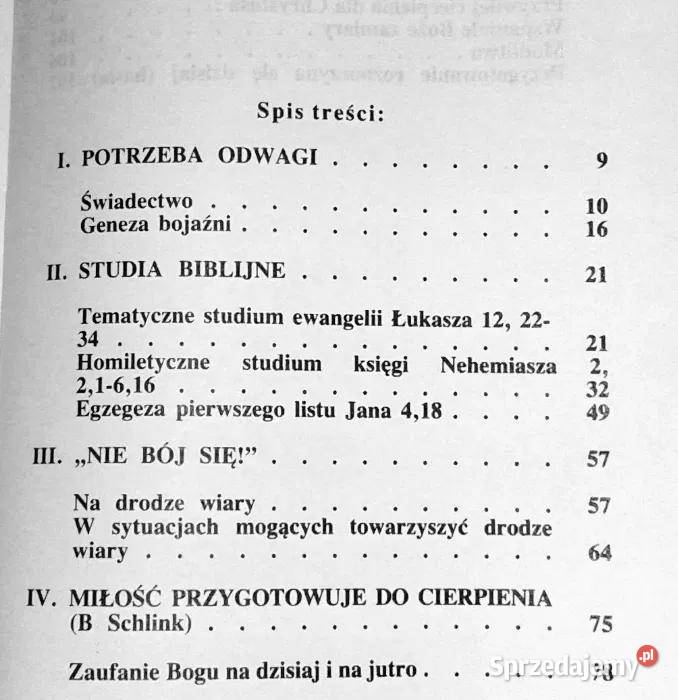 Spis treści:
I. POTRZEBA ODWAGI . . . . . . . . 9
Świadectwo . . . . . . . . . . . . 10
Geneza bojaźni . . . . . . . . . . . 16
II. STUDIA BIBLIJNE . . . . . . . . . 21
Tematyczne studium ewangelii Łukasza 12, 22-
34 . . . . . . . . . . . . . . . 21
Homiletyczne studium księgi Nehemiasza 2,
2,1-6,16 . . . . . . . . . . . . . 32
Egzegeza pierwszego listu Jana 4,18 . . . . 49
III. „NIE BÓJ SIĘ!” . . . . . . . . . . 57
Na drodze wiary . . . . . . . . . . 57
W sytuacjach mogących towarzyszyć drodze
wiary . . . . . . . . . . . . . . 64
IV. MIŁOŚĆ PRZYGOTOWUJE DO CIERPIENIA
(B Schlink) . . . . . . . . . . . . 75
Zaufanie Bogu na dzisiaj i na jutro . . . . .
Sprzedajemy.pl